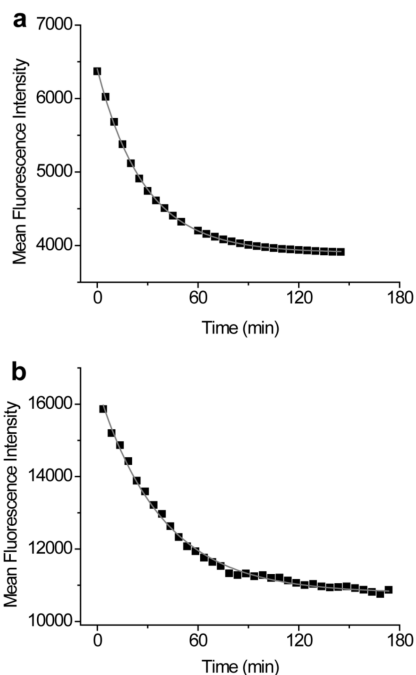 a
7000
6000
5000
4000
Mean Fluorescence Intensity
0 60 120 180
Time (min)
b
16000
14000
12000
10000
Mean Fluorescence Intensity
0 60 120 180
Time (min)